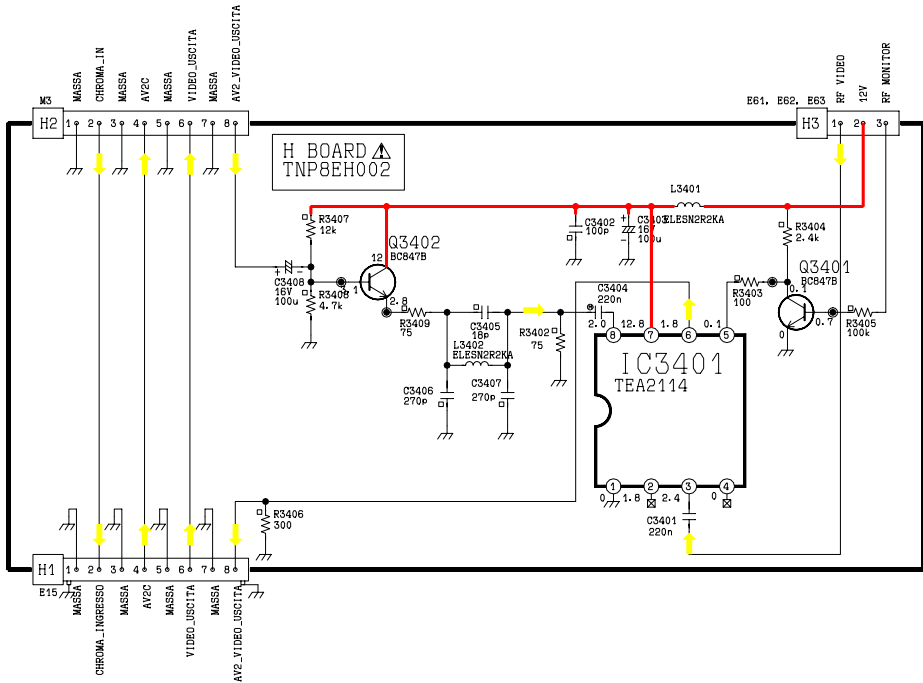 MASSA
CHROMA_IN
MASSA
AV2C
MASSA
VIDEO_USCITA
MASSA
AV2_VIDEO_USCITA
M3
H2
1 2 3 4 5 6 7 8
H BOARD
TNP8EH002
RF VIDEO
12V
RF MONITOR
E61, E62, E63
H3
1 2 3
L3401
ELESN2R2KA
R3407
12k
Q3402
BC847B
12
1
2.8
C3408
16V
100u
R3408
4.7k
C3402
100p
C3403
16V
100u
R3404
2.4k
Q3401
BC847B
0.1
0.7
0
R3403
100
R3405
100k
R3409
75
C3405
18p
L3402
ELESN2R2KA
R3402
75
C3404
220n
C3406
270p
C3407
270p
2.0 12.8 1.8 0.1
8 7 6 5
IC3401
TEA2114
1 2 3 4
0 1.8 2.4 0
C3401
220n
R3406
300
H1
1 2 3 4 5 6 7 8
E15
MASSA
CHROMA_INGRESSO
MASSA
AV2C
MASSA
VIDEO_USCITA
MASSA
AV2_VIDEO_USCITA